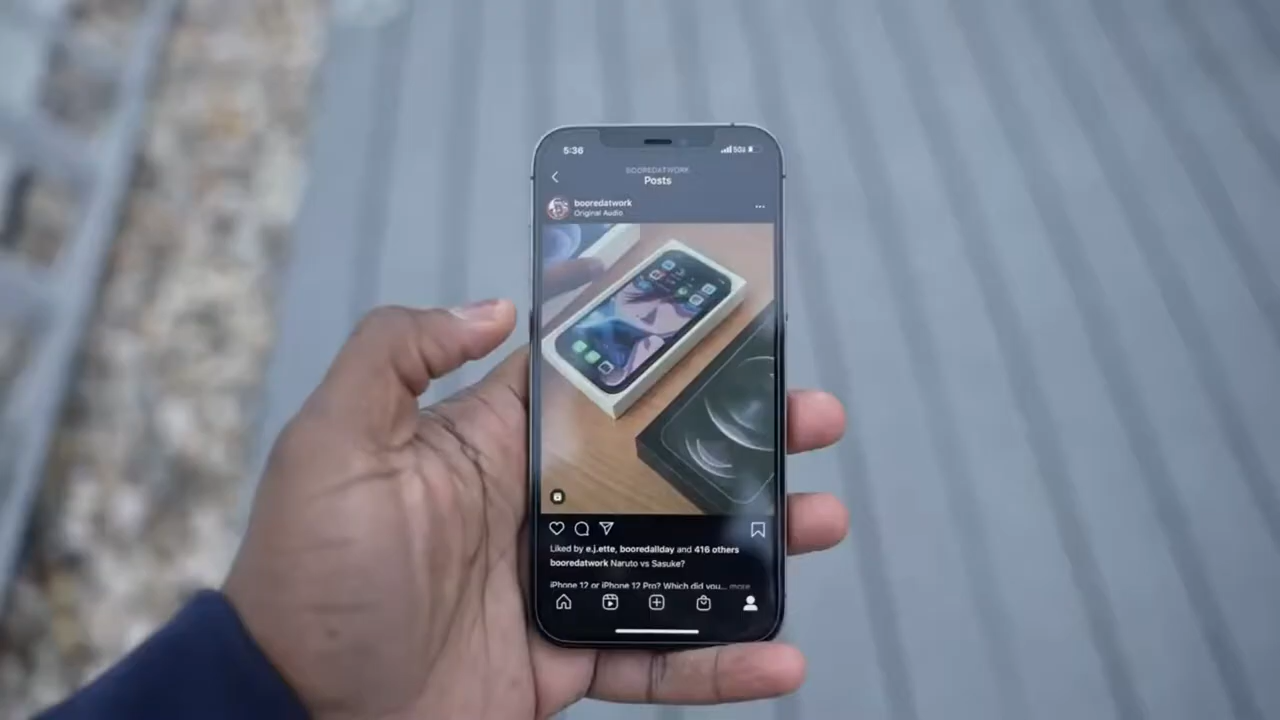 5:36
5G
BOOREDATWORK
Posts
booredatwork
Original Audio
Liked by e.j.ette, booredallday and 416 others
booredatwork Naruto vs Sasuke?
iPhone 12 or iPhone 12 Pro? Which did you... more